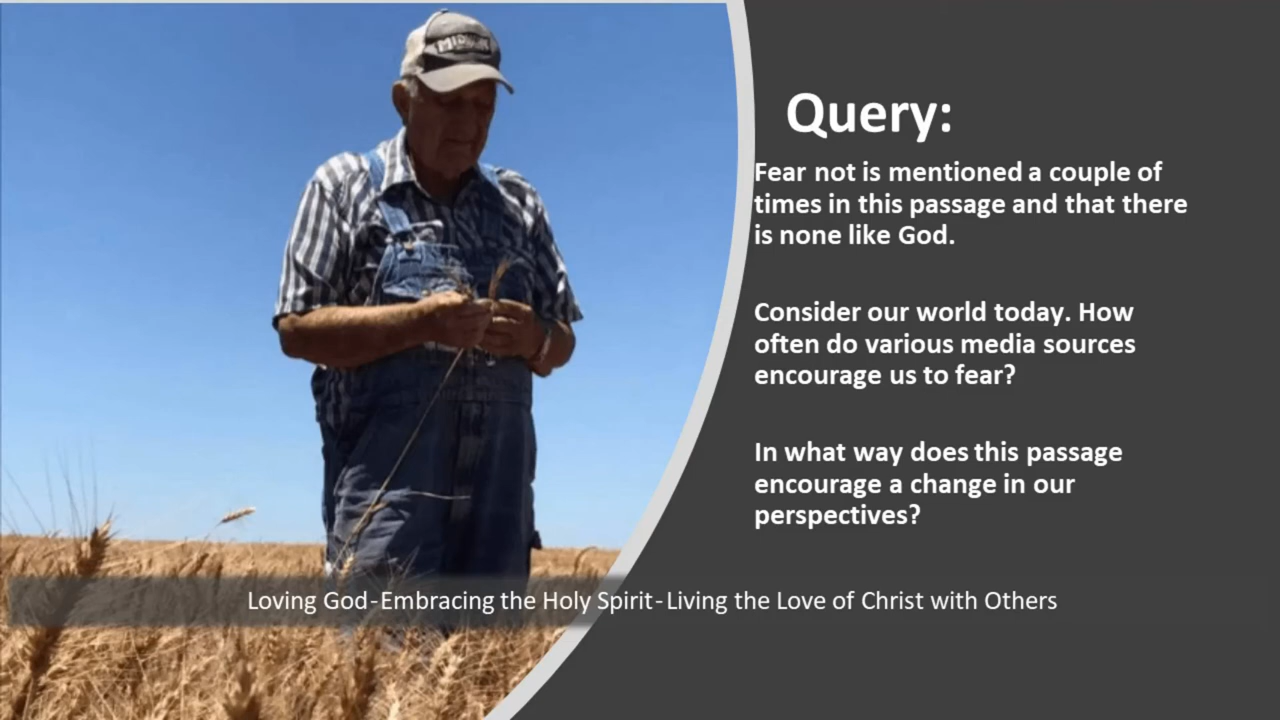 Query:
Fear not is mentioned a couple of
times in this passage and that there
is none like God.
Consider our world today. How
often do various media sources
encourage us to fear?
In what way does this passage
encourage a change in our
perspectives?
Loving God-Embracing the Holy Spirit-Living the Love of Christ with Others